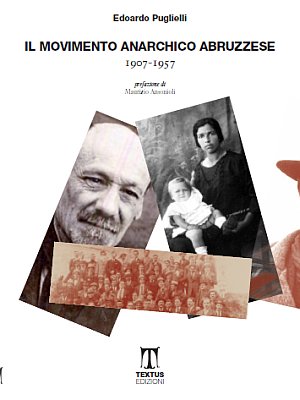 Edoardo Puglielli
IL MOVIMENTO ANARCHICO ABRUZZESE
1907-1957
prefazione di
Maurizio Antonioli
TEXTUS
EDIZIONI